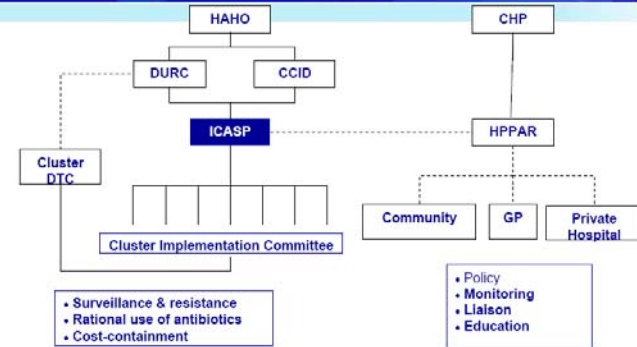 HAHO
CHP
DURC
CCID
ICASP
HPPAR
Cluster
DTC
Community
GP
Private
Hospital
Cluster Implementation Committee
• Policy
• Monitoring
• Liaison
• Education
• Surveillance & resistance
• Rational use of antibiotics
• Cost-containment